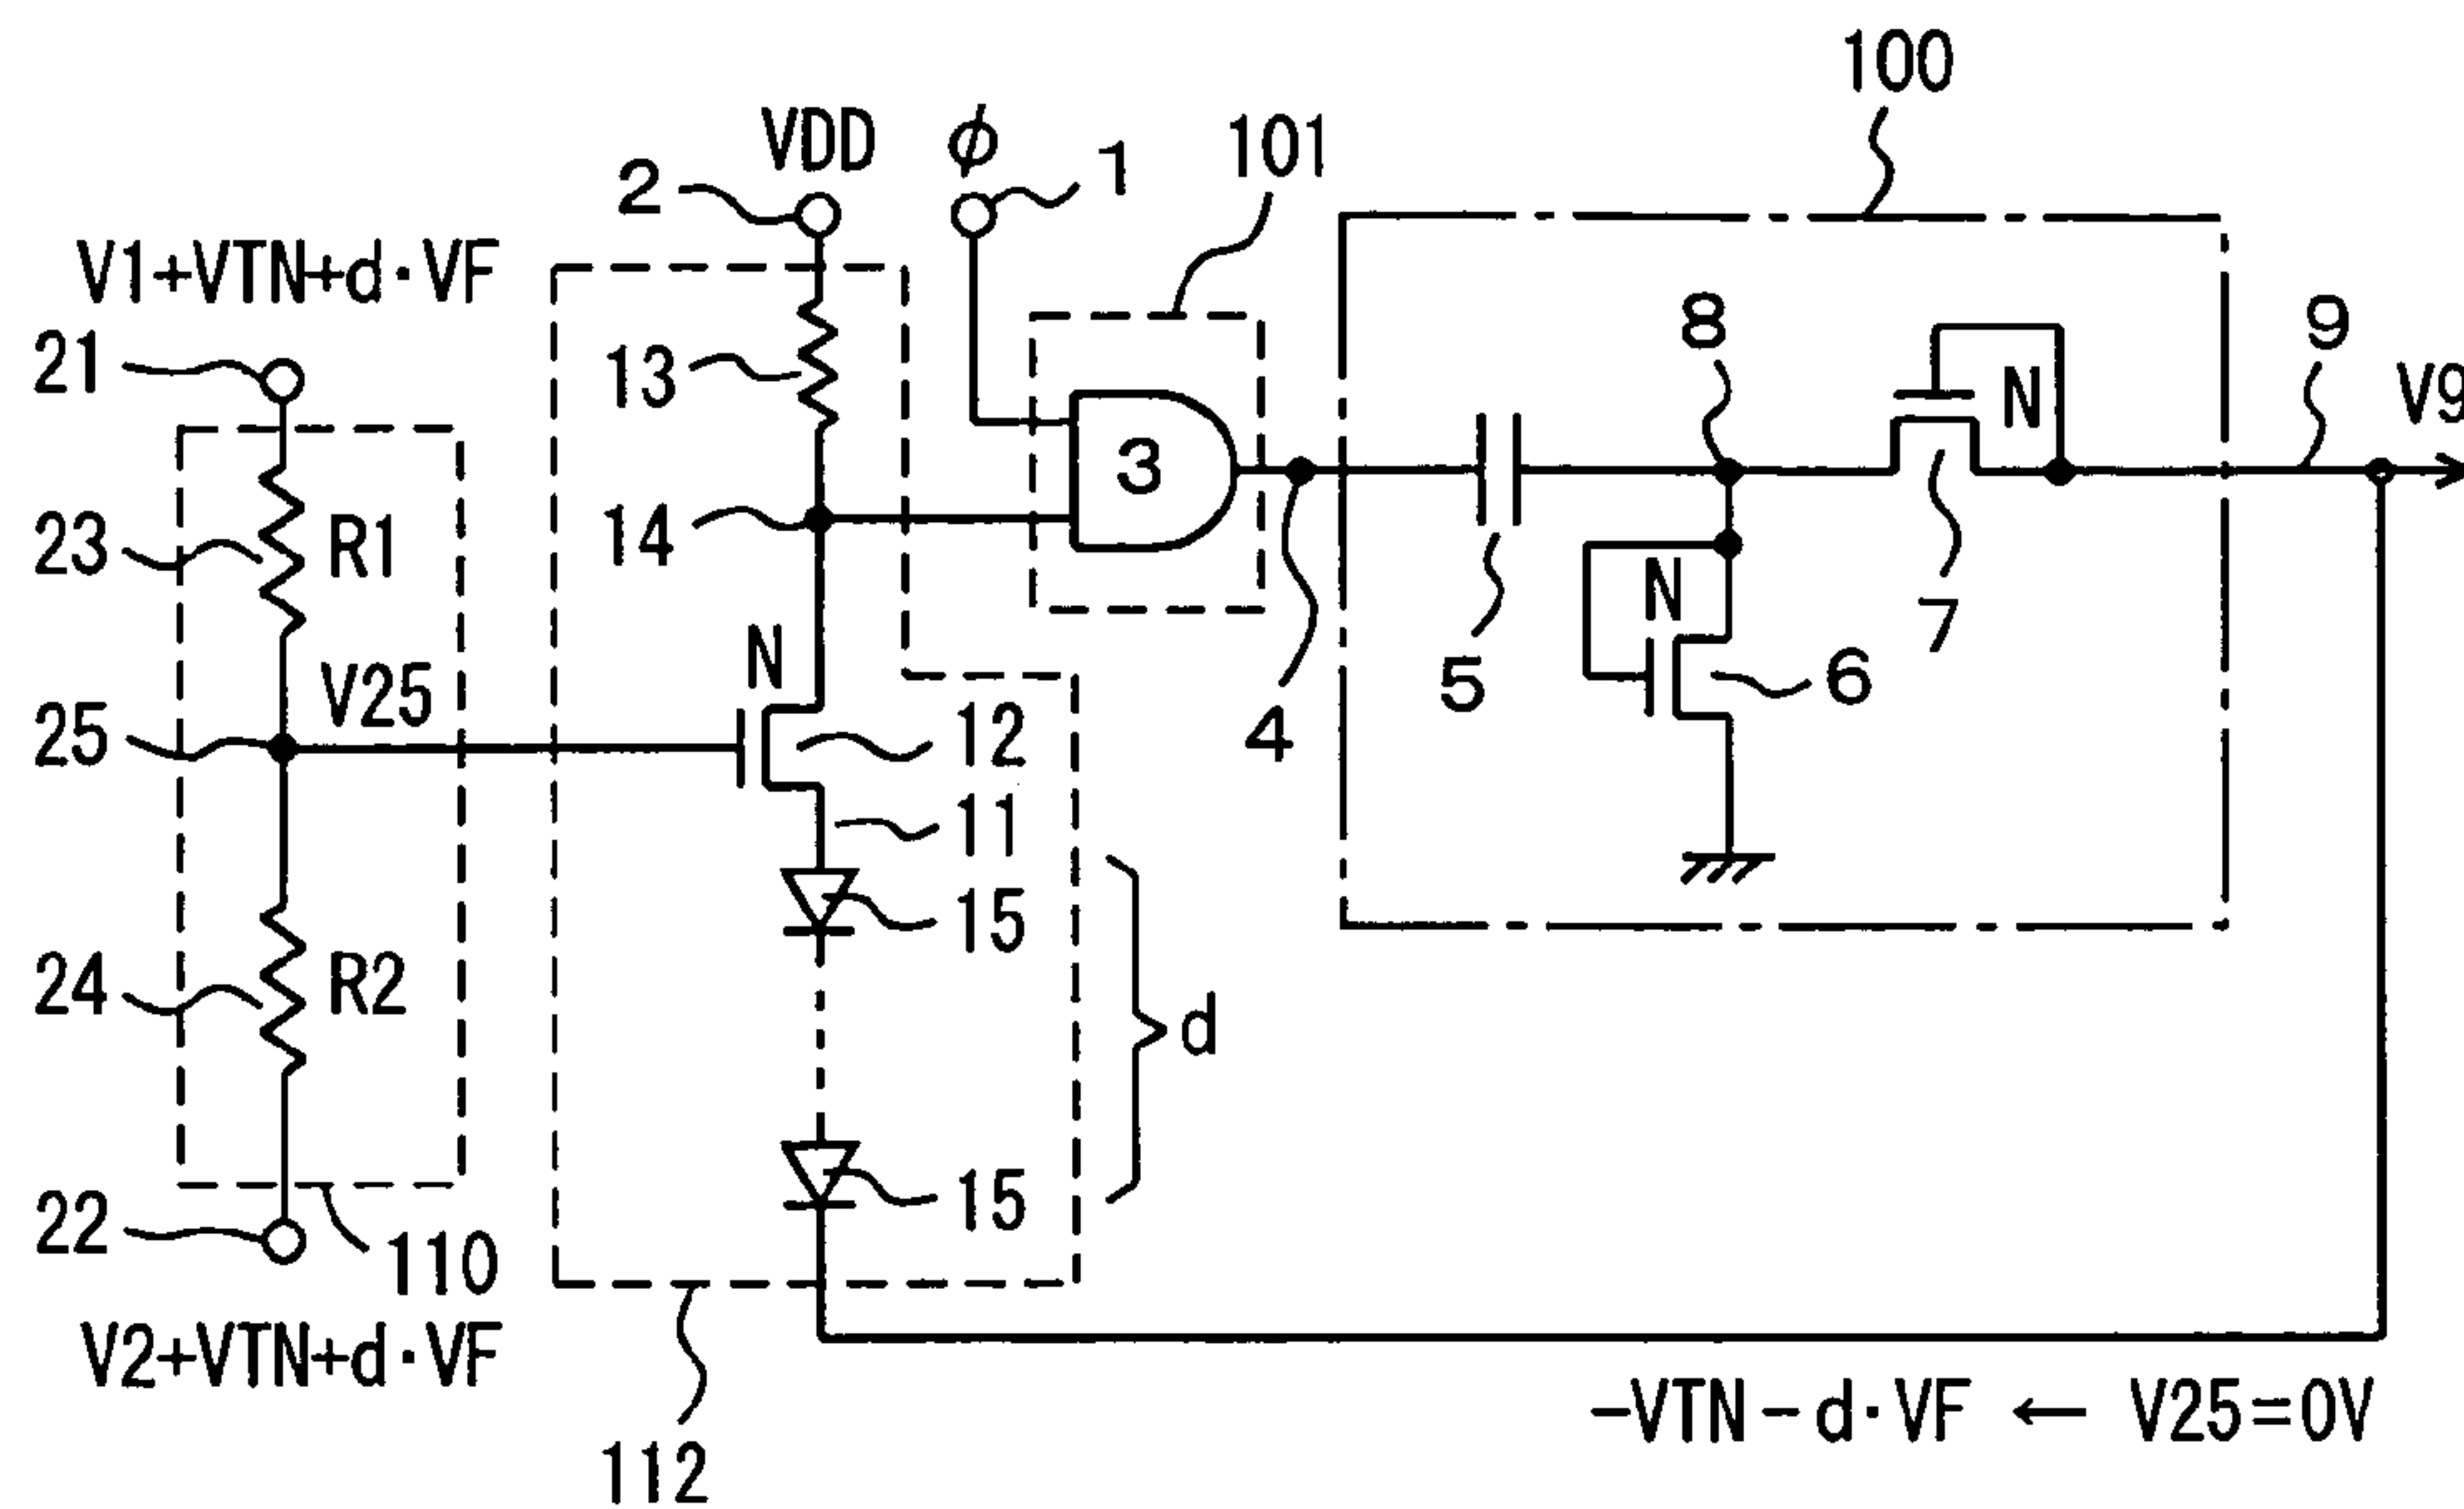 100
VDD
ϕ
1
101
2
V1+VTN+d·VF
21
13
8
9
N
V9
3
23
R1
14
N
7
N
V25
5
6
25
12
4
11
15
24
R2
d
15
22
110
V2+VTN+d·VF
-VTN-d·VF ← V25=0V
112